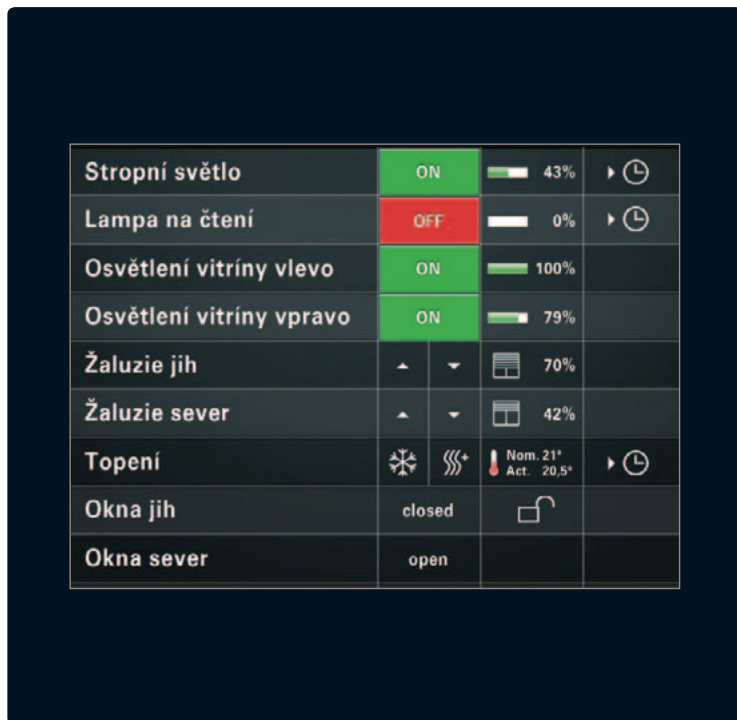 Stropní světlo ON 43%
Lampa na čtení OFF 0%
Osvětlení vitríny vlevo ON 100%
Osvětlení vitríny vpravo ON 79%
Žaluzie jih 70%
Žaluzie sever 42%
Topení Nom. 21°
Act. 20,5°
Okna jih closed
Okna sever open